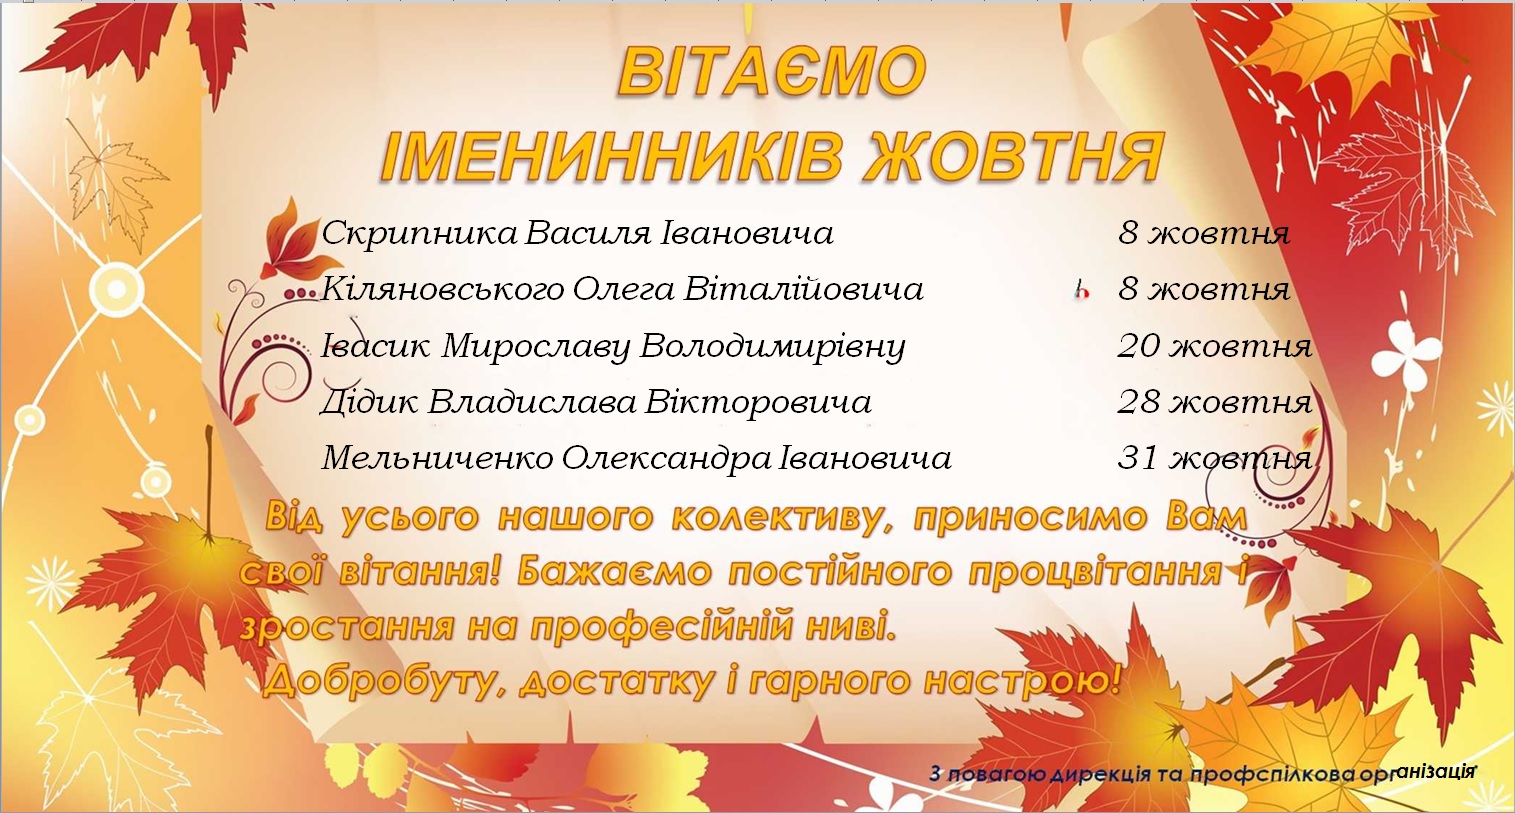 ВІТАЄМО
ІМЕНИННИКІВ ЖОВТНЯ
Скрипника Василя Івановича 8 жовтня
Кіляновського Олега Віталійовича 8 жовтня
Івасик Мирославу Володимирівну 20 жовтня
Дідик Владислава Вікторовича 28 жовтня
Мельниченко Олександра Івановича 31 жовтня
Від усього нашого колективу, приносимо Вам
свої вітання! Бажаємо постійного процвітання і
зростання на професійній ниві.
Добробуту, достатку і гарного настрою!
З повагою дирекція та профспілкова організація